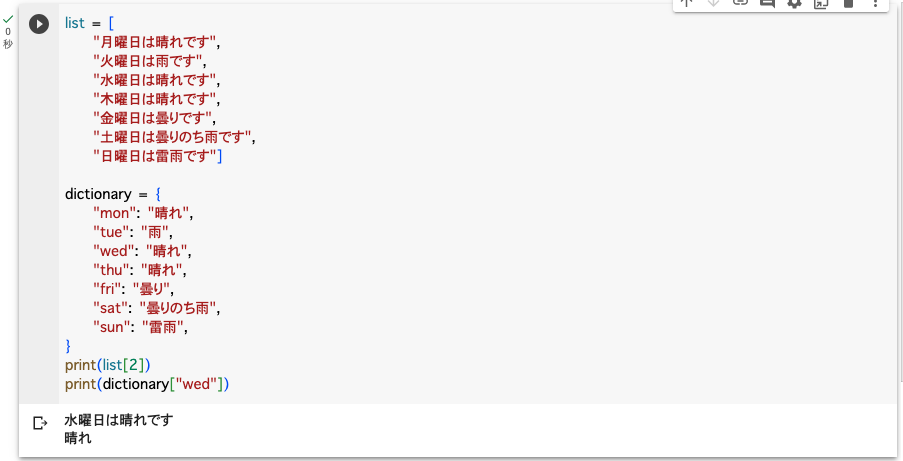 0
秒
list = [
"月曜日は晴れです",
"火曜日は雨です",
"水曜日は晴れです",
"木曜日は晴れです",
"金曜日は曇りです",
"土曜日は曇りのち雨です",
"日曜日は雷雨です"]
dictionary = {
"mon": "晴れ",
"tue": "雨",
"wed": "晴れ",
"thu": "晴れ",
"fri": "曇り",
"sat": "曇りのち雨",
"sun": "雷雨",
}
print(list[2])
print(dictionary["wed"])
水曜日は晴れです
晴れ